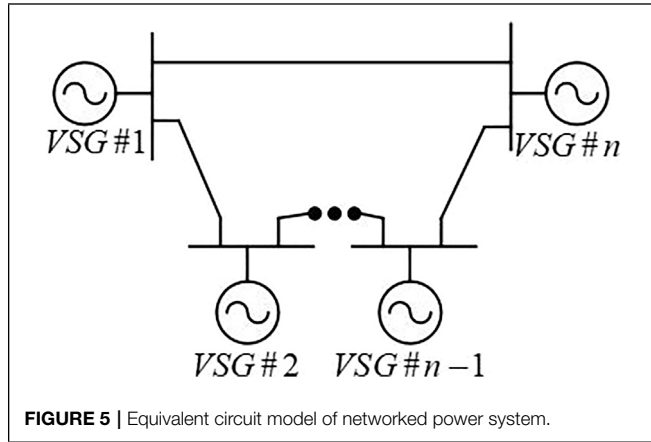 VSG#1
VSG#n
VSG#2
VSG#n−1
FIGURE 5 | Equivalent circuit model of networked power system.